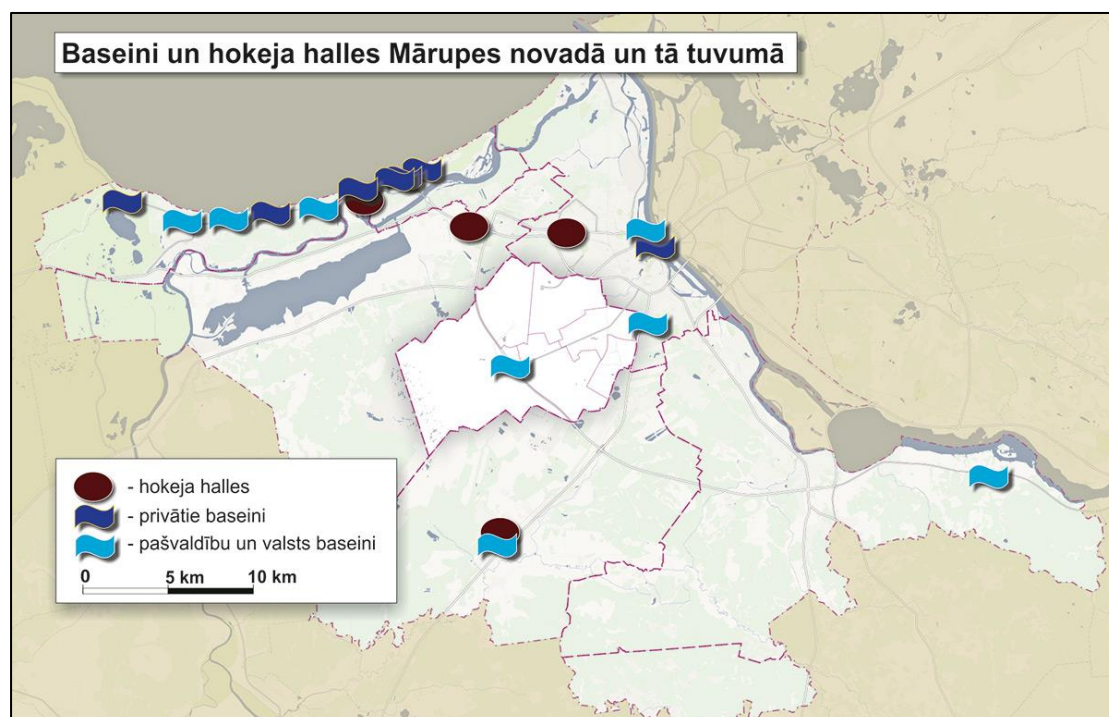 Baseini un hokeja halles Mārupes novadā un tā tuvumā
- hokeja halles
- privātie baseini
- pašvaldību un valsts baseini
0 5 km 10 km